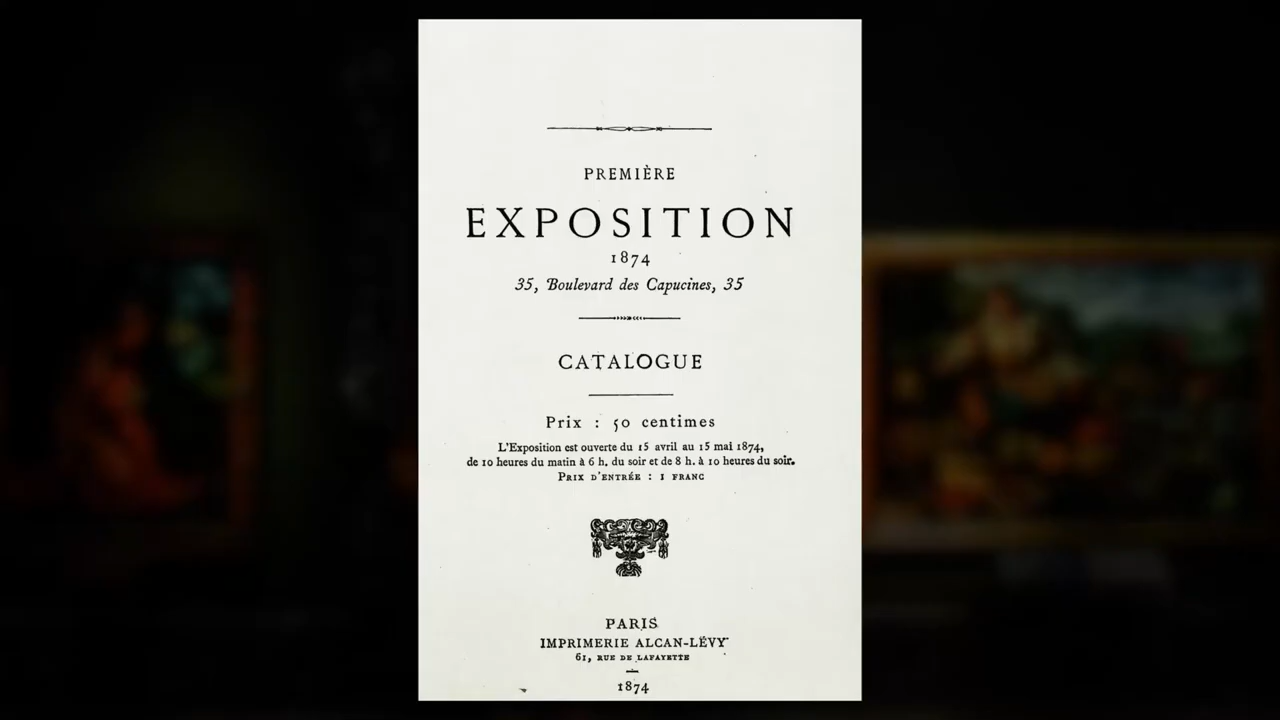 PREMIÈRE
EXPOSITION
1874
35, Boulevard des Capucines, 35
CATALOGUE
Prix : 50 centimes
L'Exposition est ouverte du 15 avril au 15 mai 1874,
de 10 heures du matin à 6 h. du soir et de 8 h. à 10 heures du soir.
PRIX D'ENTRÉE : 1 FRANC
PARIS
IMPRIMERIE ALCAN-LÉVY
61, RUE DE LAFAYETTE
1874